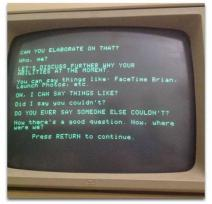 CAN YOU ELABORATE ON THAT?
Who, me?
LET'S DISCUSS FURTHER WHY YOUR
ABILITIES AT THE MOMENT.
You can say things like: FaceTime Brian,
Launch Photos, etc.
OH, I CAN SAY THINGS LIKE?
Did I say you couldn't?
DO YOU EVER SAY SOMEONE ELSE COULDN'T?
Now there's a good question. Now, where
were we?
Press RETURN to continue.